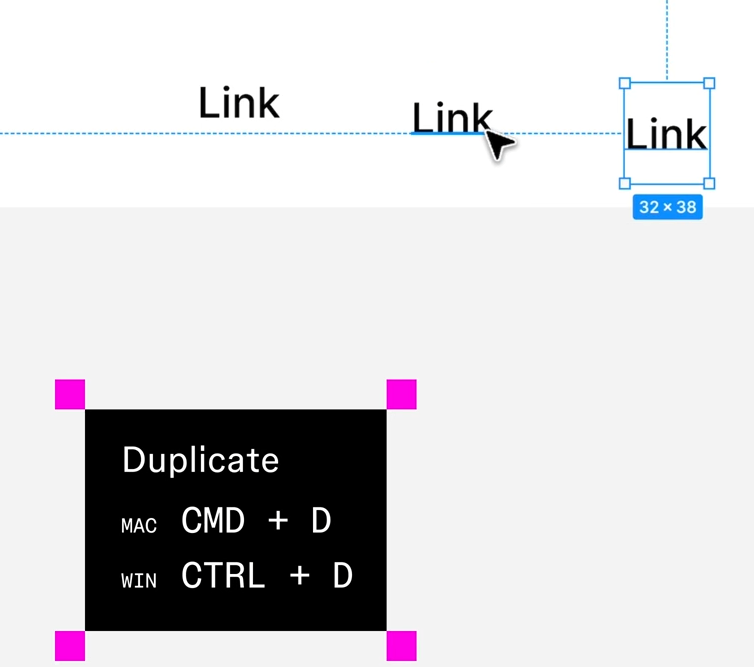 Link
Link
Link
32 × 38
Duplicate
MAC CMD + D
WIN CTRL + D